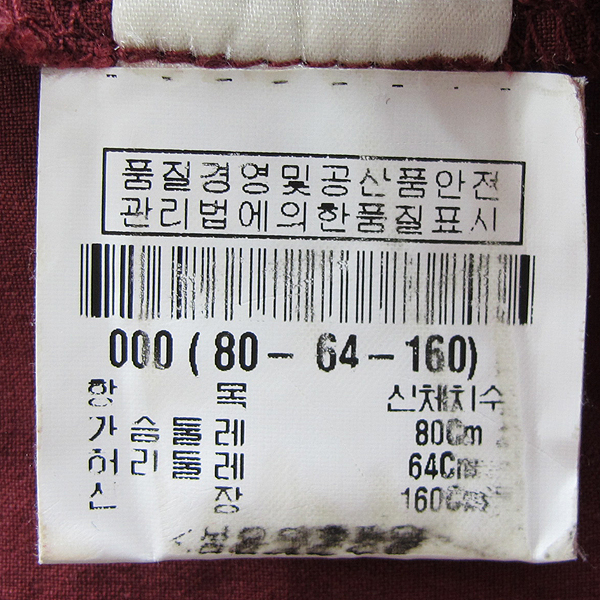 품질경영및공산품안전
관리법에의한품질표시
000 (80-64-160)
항 목 신체치수
가슴둘레 80Cm
허리둘레 64Cm
신 장 160Cm